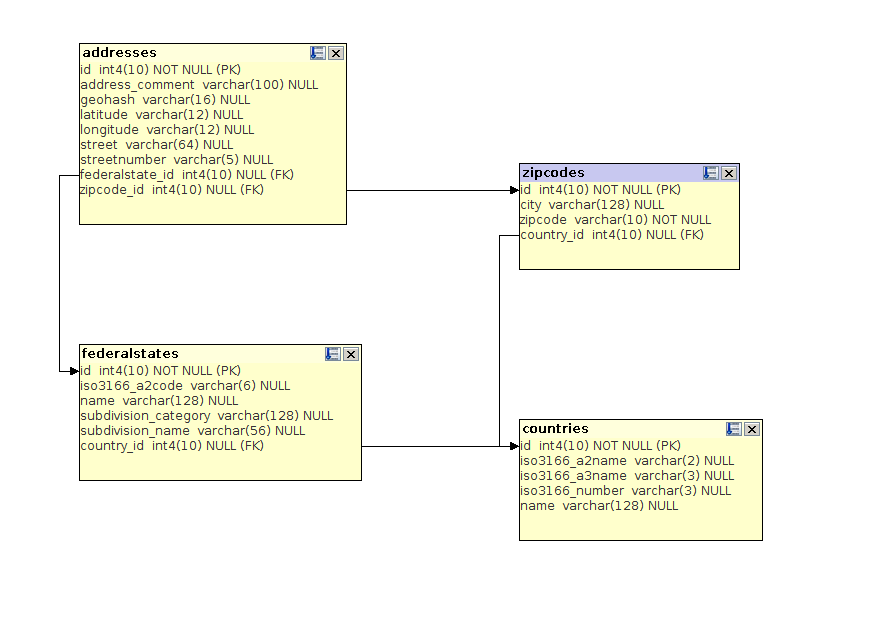 addresses
id int4(10) NOT NULL (PK)
address_comment varchar(100) NULL
geohash varchar(16) NULL
latitude varchar(12) NULL
longitude varchar(12) NULL
street varchar(64) NULL
streetnumber varchar(5) NULL
federalstate_id int4(10) NULL (FK)
zipcode_id int4(10) NULL (FK)
zipcodes
id int4(10) NOT NULL (PK)
city varchar(128) NULL
zipcode varchar(10) NOT NULL
country_id int4(10) NULL (FK)
federalstates
id int4(10) NOT NULL (PK)
iso3166_a2code varchar(6) NULL
name varchar(128) NULL
subdivision_category varchar(128) NULL
subdivision_name varchar(56) NULL
country_id int4(10) NULL (FK)
countries
id int4(10) NOT NULL (PK)
iso3166_a2name varchar(2) NULL
iso3166_a3name varchar(3) NULL
iso3166_number varchar(3) NULL
name varchar(128) NULL